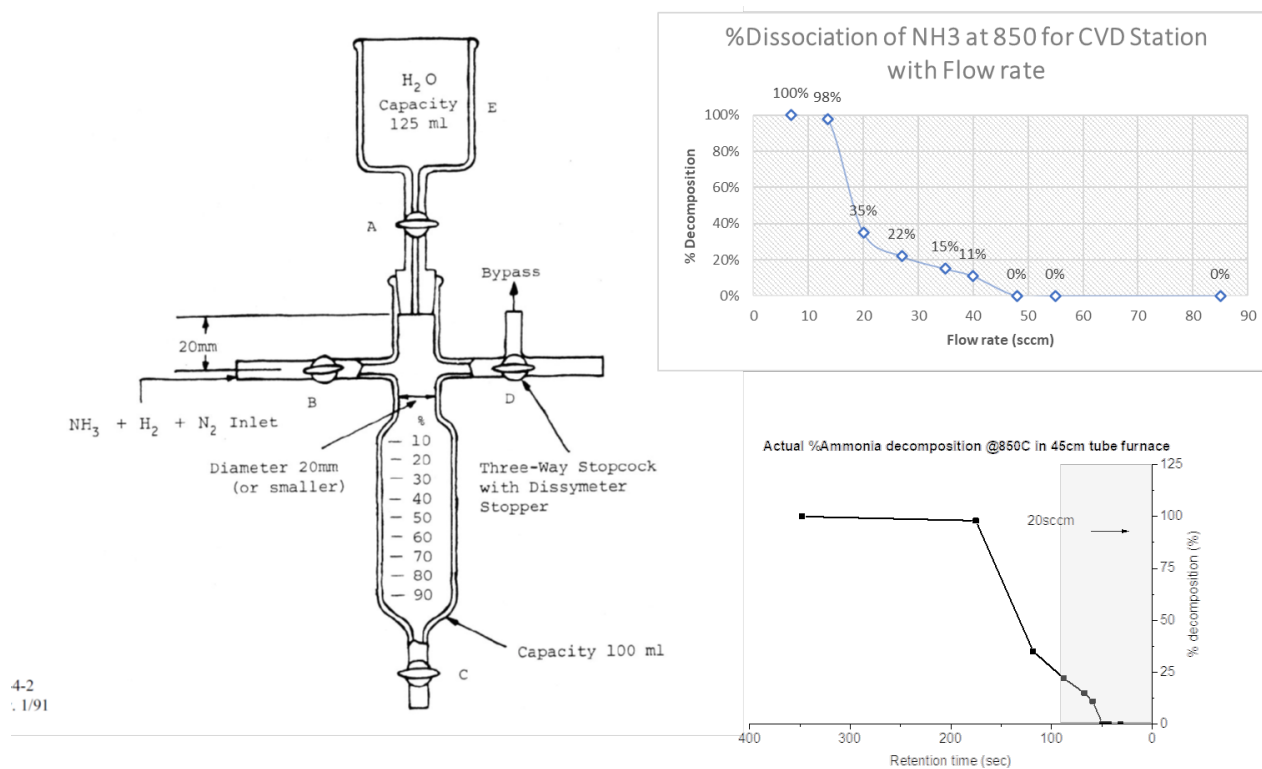 H2O
Capacity
125 ml
E
A
Bypass
20mm
B
D
NH3 + H2 + N2 Inlet
Diameter 20mm
(or smaller)
%
10
20
30
40
50
60
70
80
90
Three-Way Stopcock
with Dissymeter
Stopper
Capacity 100 ml
C
4-2
. 1/91
%Dissociation of NH3 at 850 for CVD Station
with Flow rate
100% 98%
35%
22%
15%
11%
0% 0% 0%
100%
80%
60%
40%
20%
0%
% Decomposition
0 10 20 30 40 50 60 70 80 90
Flow rate (sccm)
Actual %Ammonia decomposition @850C in 45cm tube furnace
20sccm
125
100
75
50
25
0
% decomposition (%)
400 300 200 100 0
Retention time (sec)